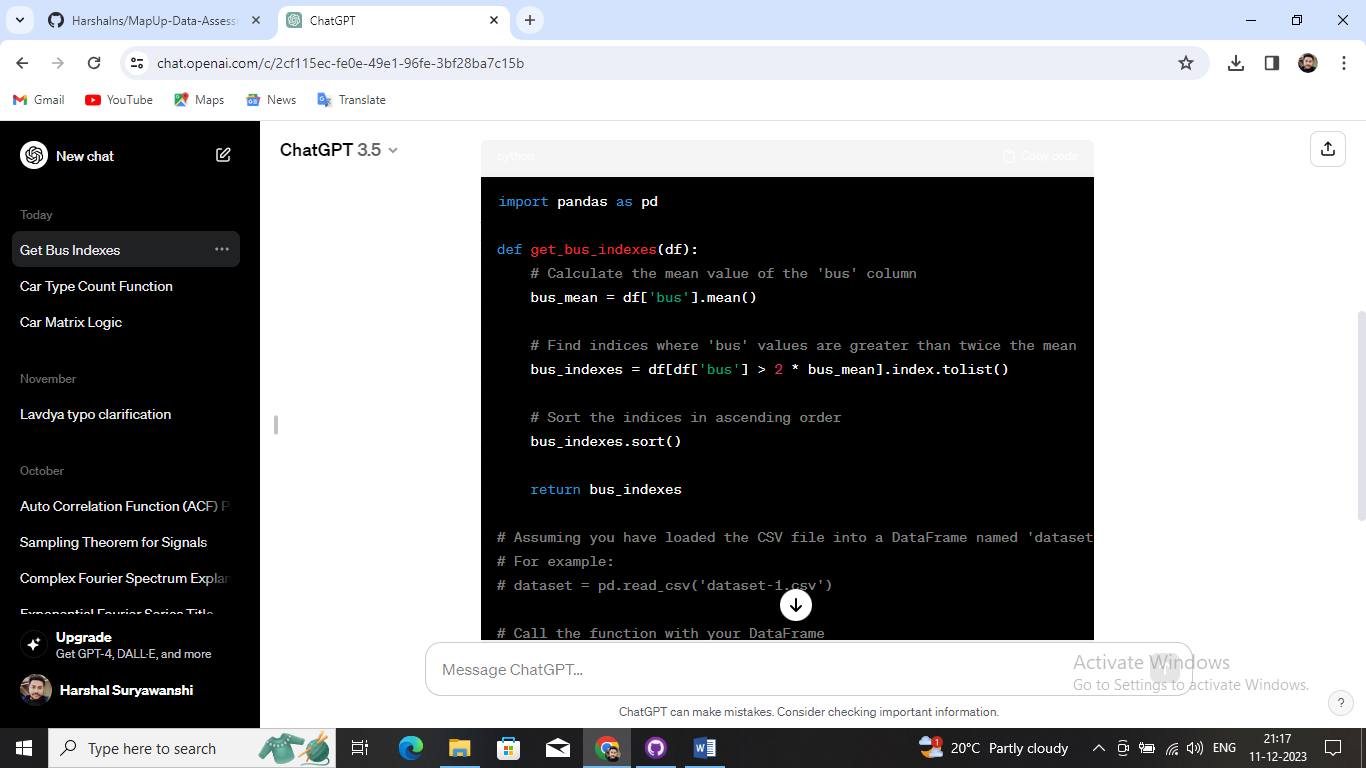 HarshaIns/MapUp-Data-Assess
ChatGPT
chat.openai.com/c/2cf115ec-fe0e-49e1-96fe-3bf28ba7c15b
Gmail
YouTube
Maps
News
Translate
New chat
Today
Get Bus Indexes
Car Type Count Function
Car Matrix Logic
November
Lavdya typo clarification
October
Auto Correlation Function (ACF) P
Sampling Theorem for Signals
Complex Fourier Spectrum Explan
Exponential Fourier Series Title
Upgrade
Get GPT-4, DALL·E, and more
Harshal Suryawanshi
ChatGPT 3.5
python
Copy code
import pandas as pd
def get_bus_indexes(df):
# Calculate the mean value of the 'bus' column
bus_mean = df['bus'].mean()
# Find indices where 'bus' values are greater than twice the mean
bus_indexes = df[df['bus'] > 2 * bus_mean].index.tolist()
# Sort the indices in ascending order
bus_indexes.sort()
return bus_indexes
# Assuming you have loaded the CSV file into a DataFrame named 'dataset
# For example:
# dataset = pd.read_csv('dataset-1.csv')
# Call the function with your DataFrame
Message ChatGPT...
ChatGPT can make mistakes. Consider checking important information.
Activate Windows
Go to Settings to activate Windows.
?
Type here to search
20°C Partly cloudy
ENG
21:17
11-12-2023